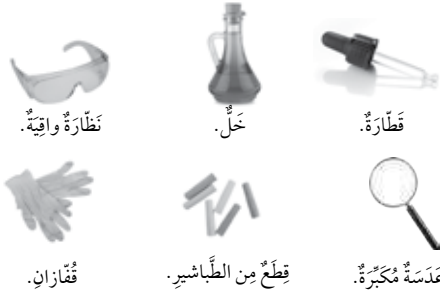 قَطّارَةٌ.
خَلٌّ.
نَظّارَةٌ واقِيَةٌ.
عَدَسَةٌ مُكَبِّرَةٌ.
قِطَعٌ مِن الطَّباشيرِ.
قُفّازانِ.